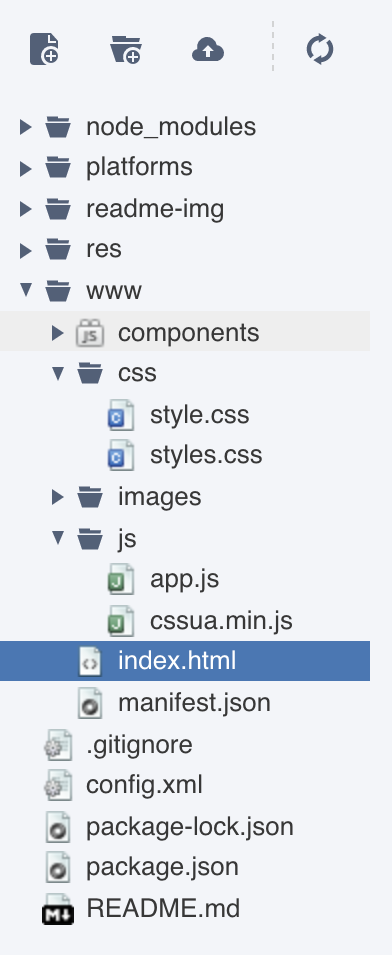 node_modules
platforms
readme-img
res
www
JS components
css
C style.css
C styles.css
images
js
J app.js
J cssua.min.js
<> index.html
manifest.json
.gitignore
config.xml
package-lock.json
package.json
M README.md